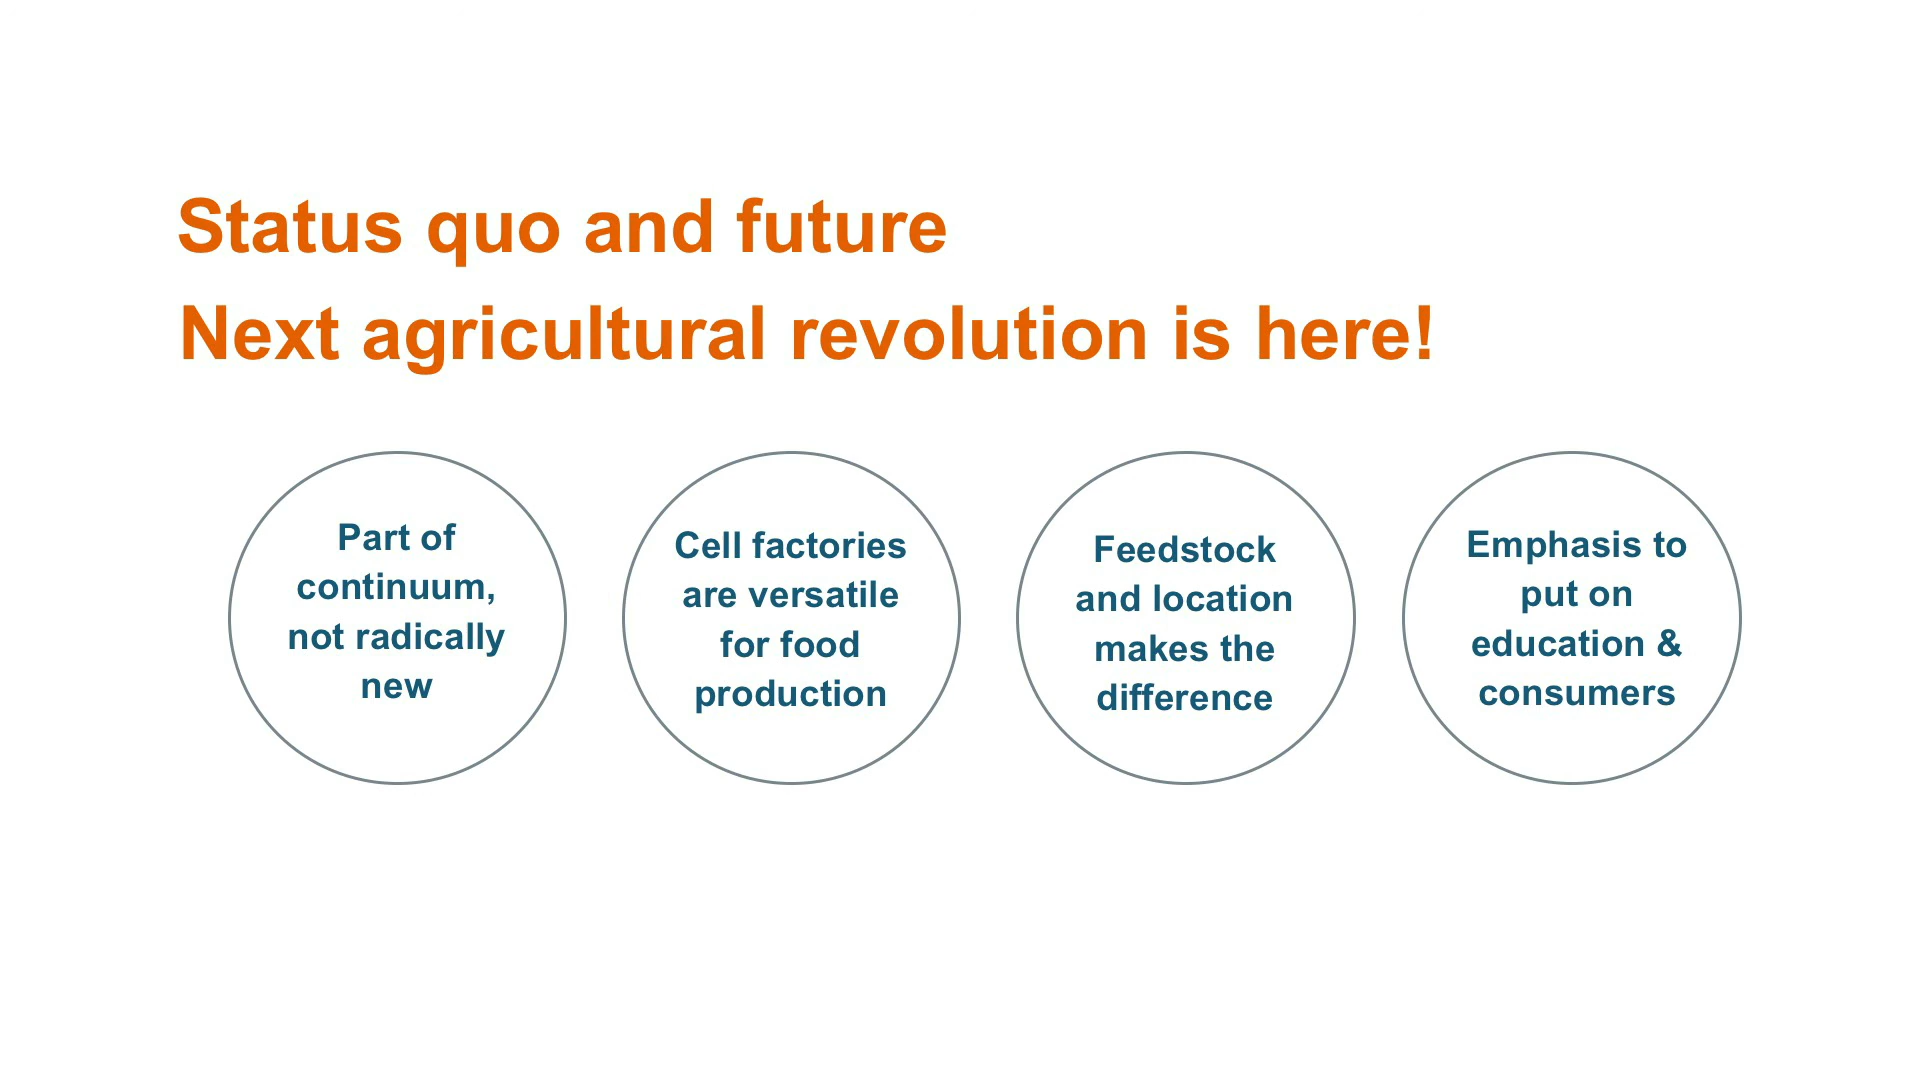 Status quo and future
Next agricultural revolution is here!
Part of
continuum,
not radically
new
Cell factories
are versatile
for food
production
Feedstock
and location
makes the
difference
Emphasis to
put on
education &
consumers